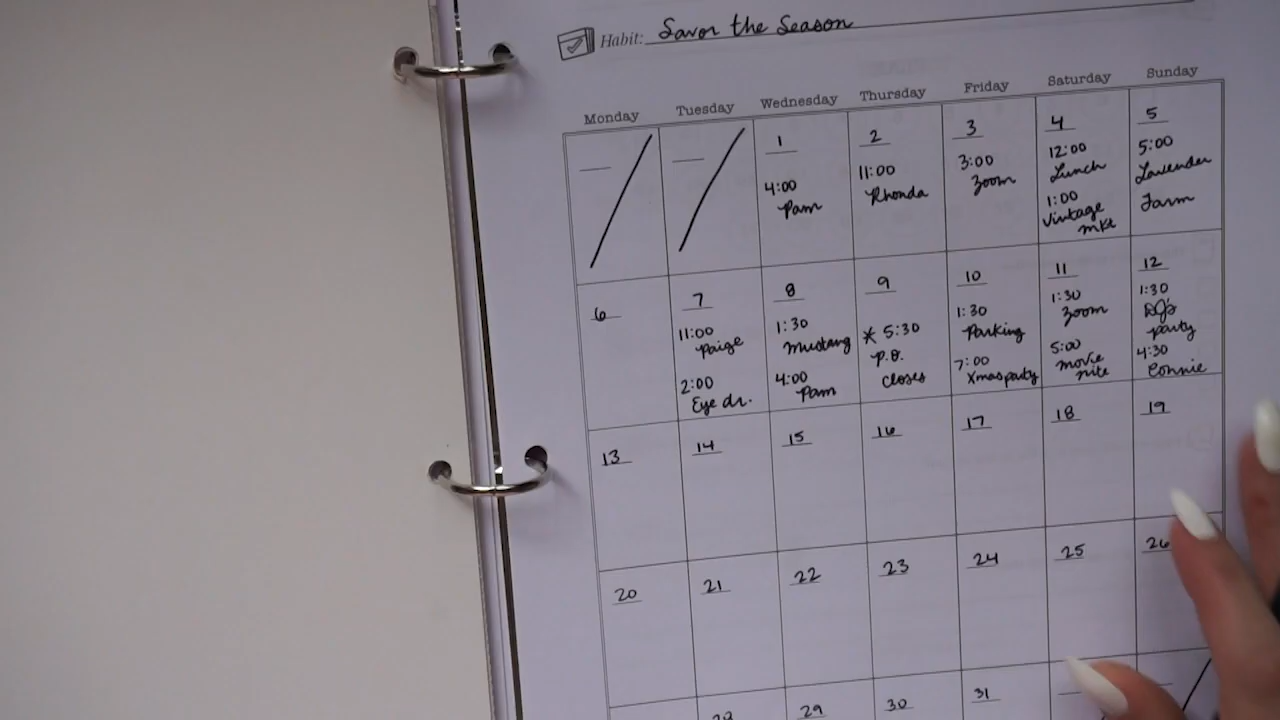 Habit: Savor the Season
Monday Tuesday Wednesday Thursday Friday Saturday Sunday
1
4:00
Pam
2
11:00
Rhonda
3
3:00
Zoom
4
12:00
Lunch
1:00
Vintage
mkt
5
5:00
Lavender
Farm
6
7
11:00
Paige
2:00
Eye dr.
8
1:30
Mustang
4:00
Pam
9
* 5:30
P.O.
closes
10
1:30
Parking
7:00
Xmas party
11
1:30
Zoom
5:00
movie
nite
12
1:30
DJ's
party
4:30
Connie
13 14 15 16 17 18 19
20 21 22 23 24 25 26
29 30 31